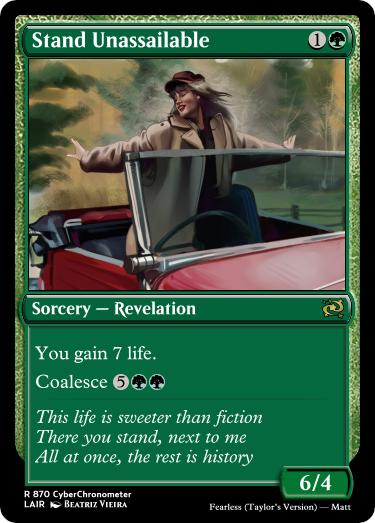 Stand Unassailable 1
Sorcery — Revelation
You gain 7 life.
Coalesce 5
This life is sweeter than fiction
There you stand, next to me
All at once, the rest is history
6/4
R 870 CyberChronometer
LAIR Beatriz Vieira
Fearless (Taylor's Version) — Matt